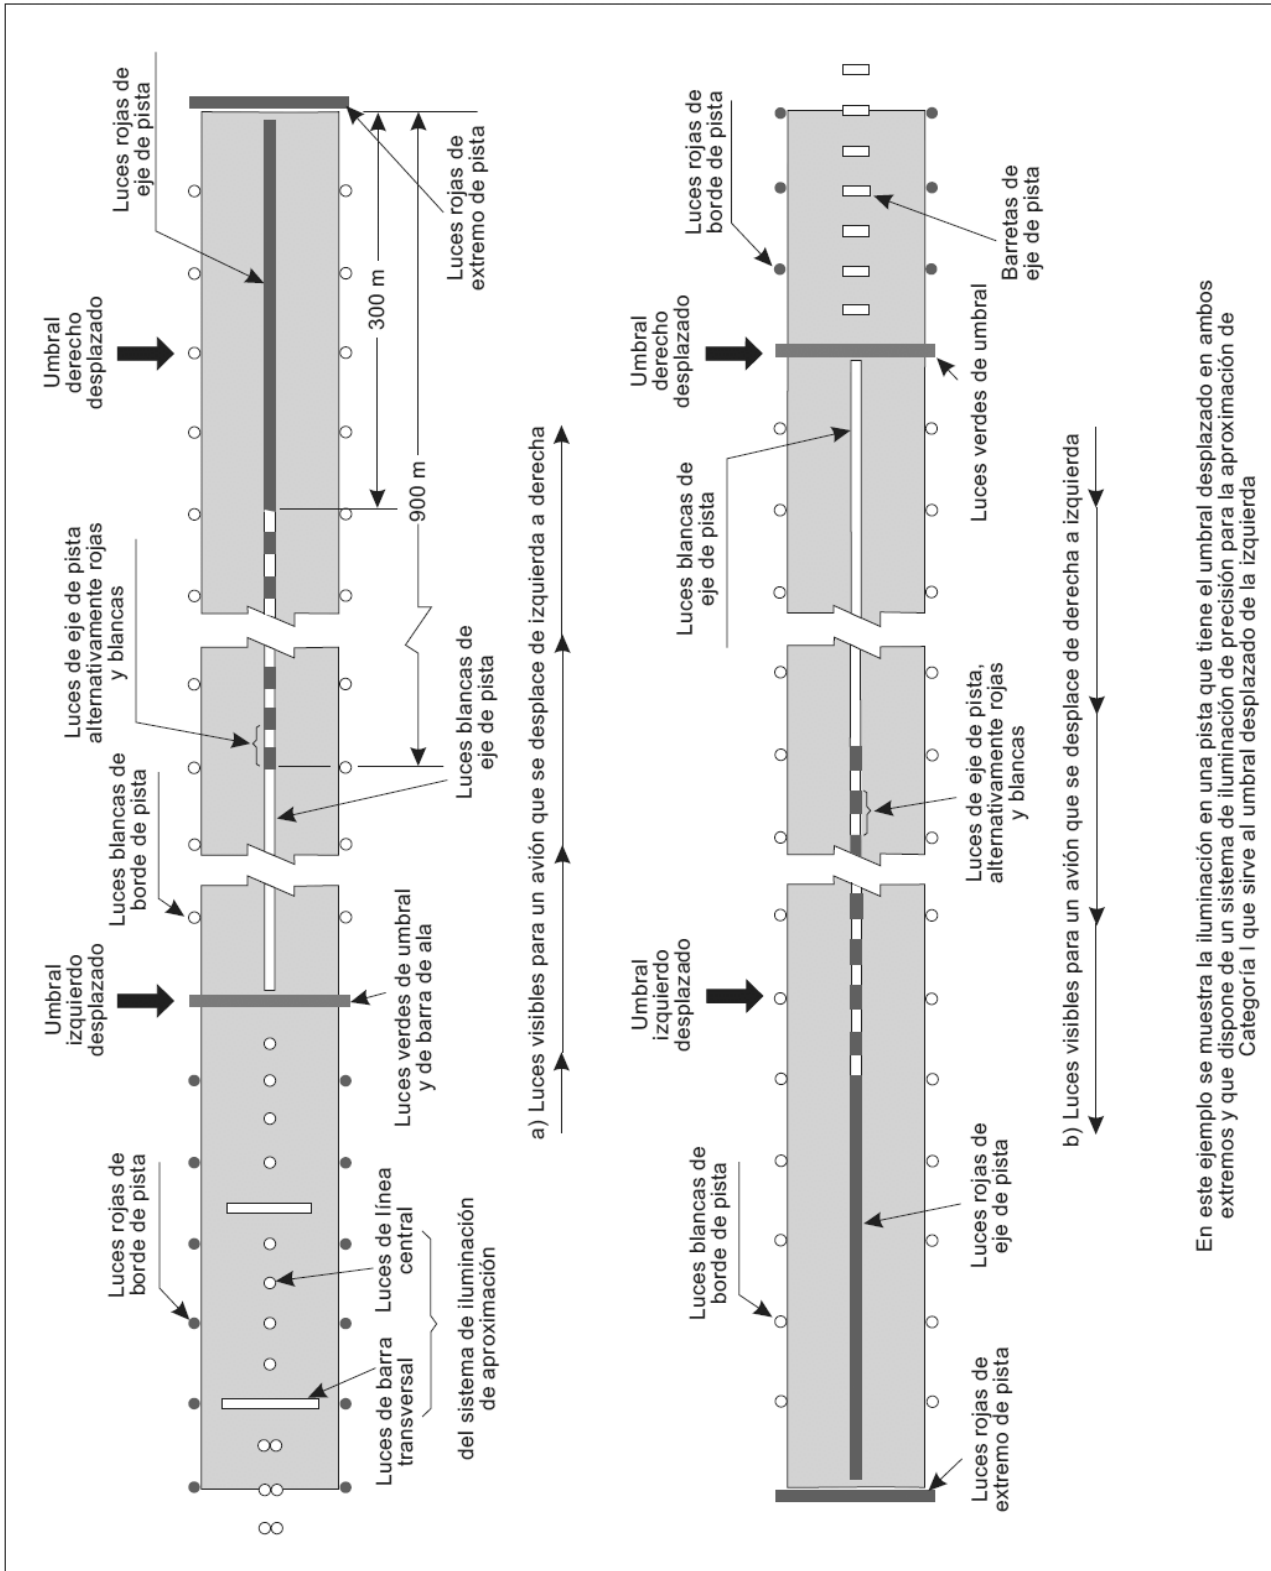 Umbral
izquierdo
desplazado
Luces blancas de
borde de pista
Luces de eje de pista
alternativamente rojas
y blancas
Umbral
derecho
desplazado
Luces rojas de
eje de pista
Luces rojas de
borde de pista
Luces de barra
transversal
Luces de línea
central
del sistema de iluminación
de aproximación
Luces verdes de umbral
y de barra de ala
Luces blancas de
eje de pista
900 m
300 m
Luces rojas de
extremo de pista
a) Luces visibles para un avión que se desplace de izquierda a derecha
Luces blancas de
borde de pista
Umbral
izquierdo
desplazado
Luces blancas de
eje de pista
Umbral
derecho
desplazado
Luces rojas de
borde de pista
Luces rojas de
extremo de pista
Luces rojas de
eje de pista
Luces de eje de pista,
alternativamente rojas
y blancas
Luces verdes de umbral
Barretas de
eje de pista
b) Luces visibles para un avión que se desplace de derecha a izquierda
En este ejemplo se muestra la iluminación en una pista que tiene el umbral desplazado en ambos
extremos y que dispone de un sistema de iluminación de precisión para la aproximación de
Categoría I que sirve al umbral desplazado de la izquierda